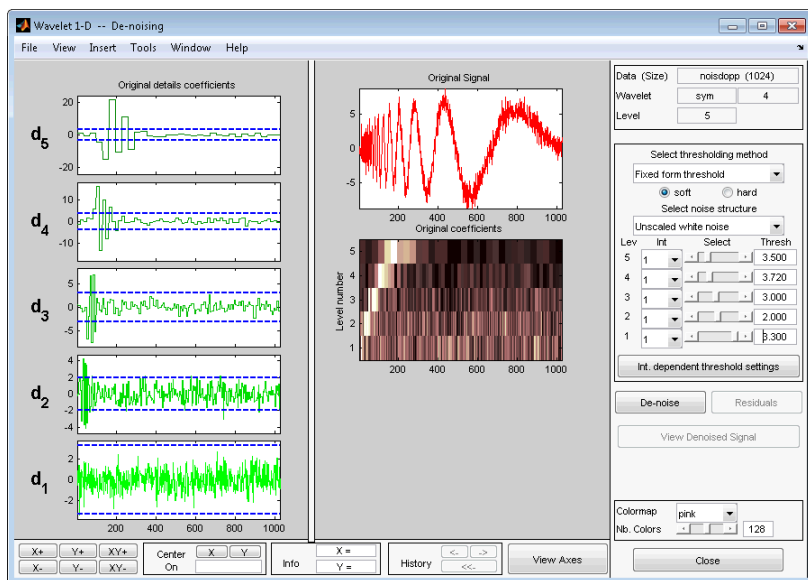 Wavelet 1-D -- De-noising
File View Insert Tools Window Help
Original details coefficients
d5
20
0
-20
d4
10
0
-10
d3
5
0
-5
d2
4
2
0
-2
-4
d1
2
0
-2
200 400 600 800 1000
Original Signal
5
0
-5
200 400 600 800 1000
Original coefficients
Level number
5
4
3
2
1
200 400 600 800 1000
Data (Size) noisdopp (1024)
Wavelet sym 4
Level 5
Select thresholding method
Fixed form threshold
soft hard
Select noise structure
Unscaled white noise
Lev Int Select Thresh
5 1 3.500
4 1 3.720
3 1 3.000
2 1 2.000
1 1 3.300
Int. dependent threshold settings
De-noise Residuals
View Denoised Signal
Colormap pink
Nb. Colors 128
Close
X+ Y+ XY+
X- Y- XY-
Center On X Y
Info X = Y =
History <- -> <<-
View Axes